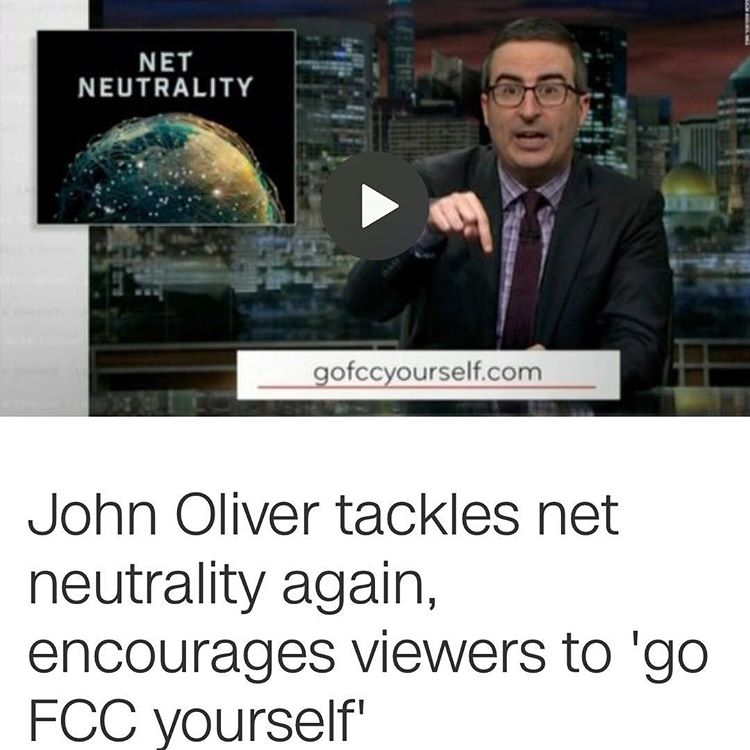 NET
NEUTRALITY
gofccyourself.com
John Oliver tackles net
neutrality again,
encourages viewers to 'go
FCC yourself'